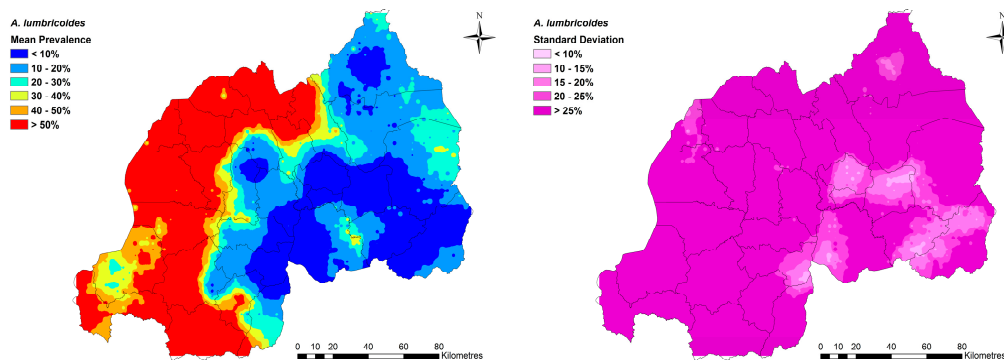 A. lumbricoides
Mean Prevalence
< 10%
10 - 20%
20 - 30%
30 - 40%
40 - 50%
> 50%
N
0 10 20 40 60 80
Kilometres
A. lumbricoides
Standard Deviation
< 10%
10 - 15%
15 - 20%
20 - 25%
> 25%
N
0 10 20 40 60 80
Kilometres